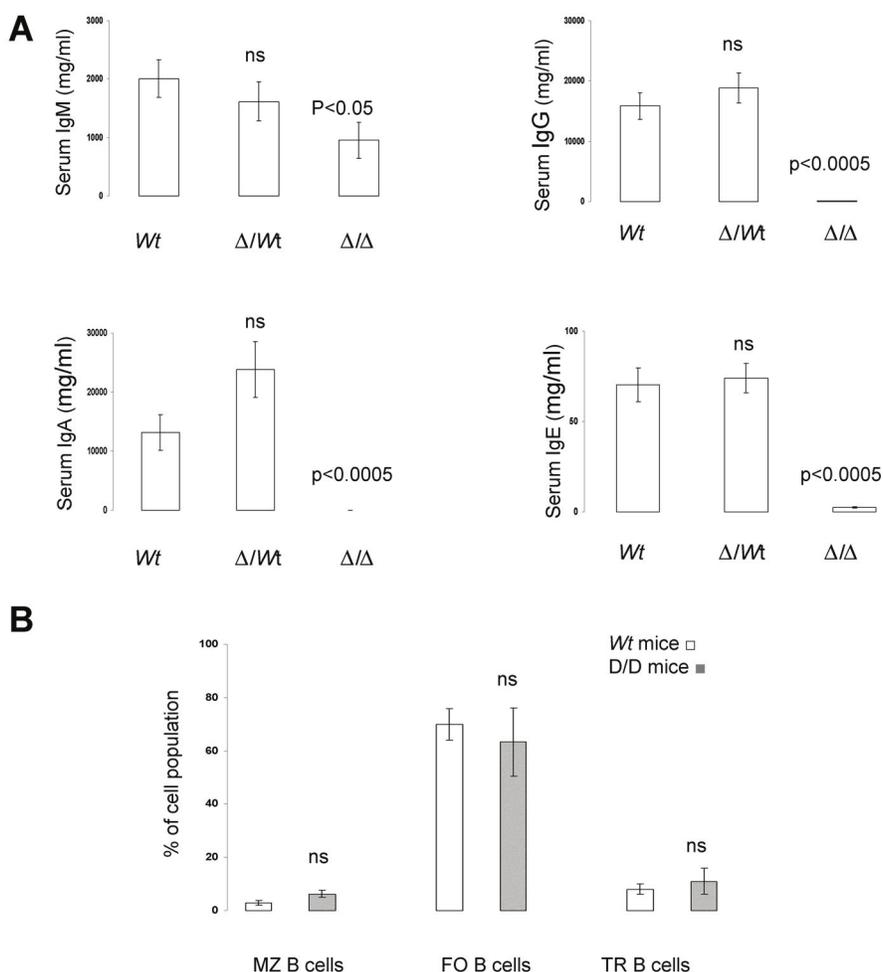 A
Serum IgM (mg/ml)
3000
2000
1000
0
ns
P<0.05
Wt
Δ/Wt
Δ/Δ
Serum IgG (mg/ml)
30000
20000
10000
0
ns
p<0.0005
Wt
Δ/Wt
Δ/Δ
Serum IgA (mg/ml)
30000
20000
10000
0
ns
p<0.0005
Wt
Δ/Wt
Δ/Δ
Serum IgE (mg/ml)
100
50
0
ns
p<0.0005
Wt
Δ/Wt
Δ/Δ
B
% of cell population
100
80
60
40
20
0
Wt mice
D/D mice
ns
ns
ns
MZ B cells
FO B cells
TR B cells